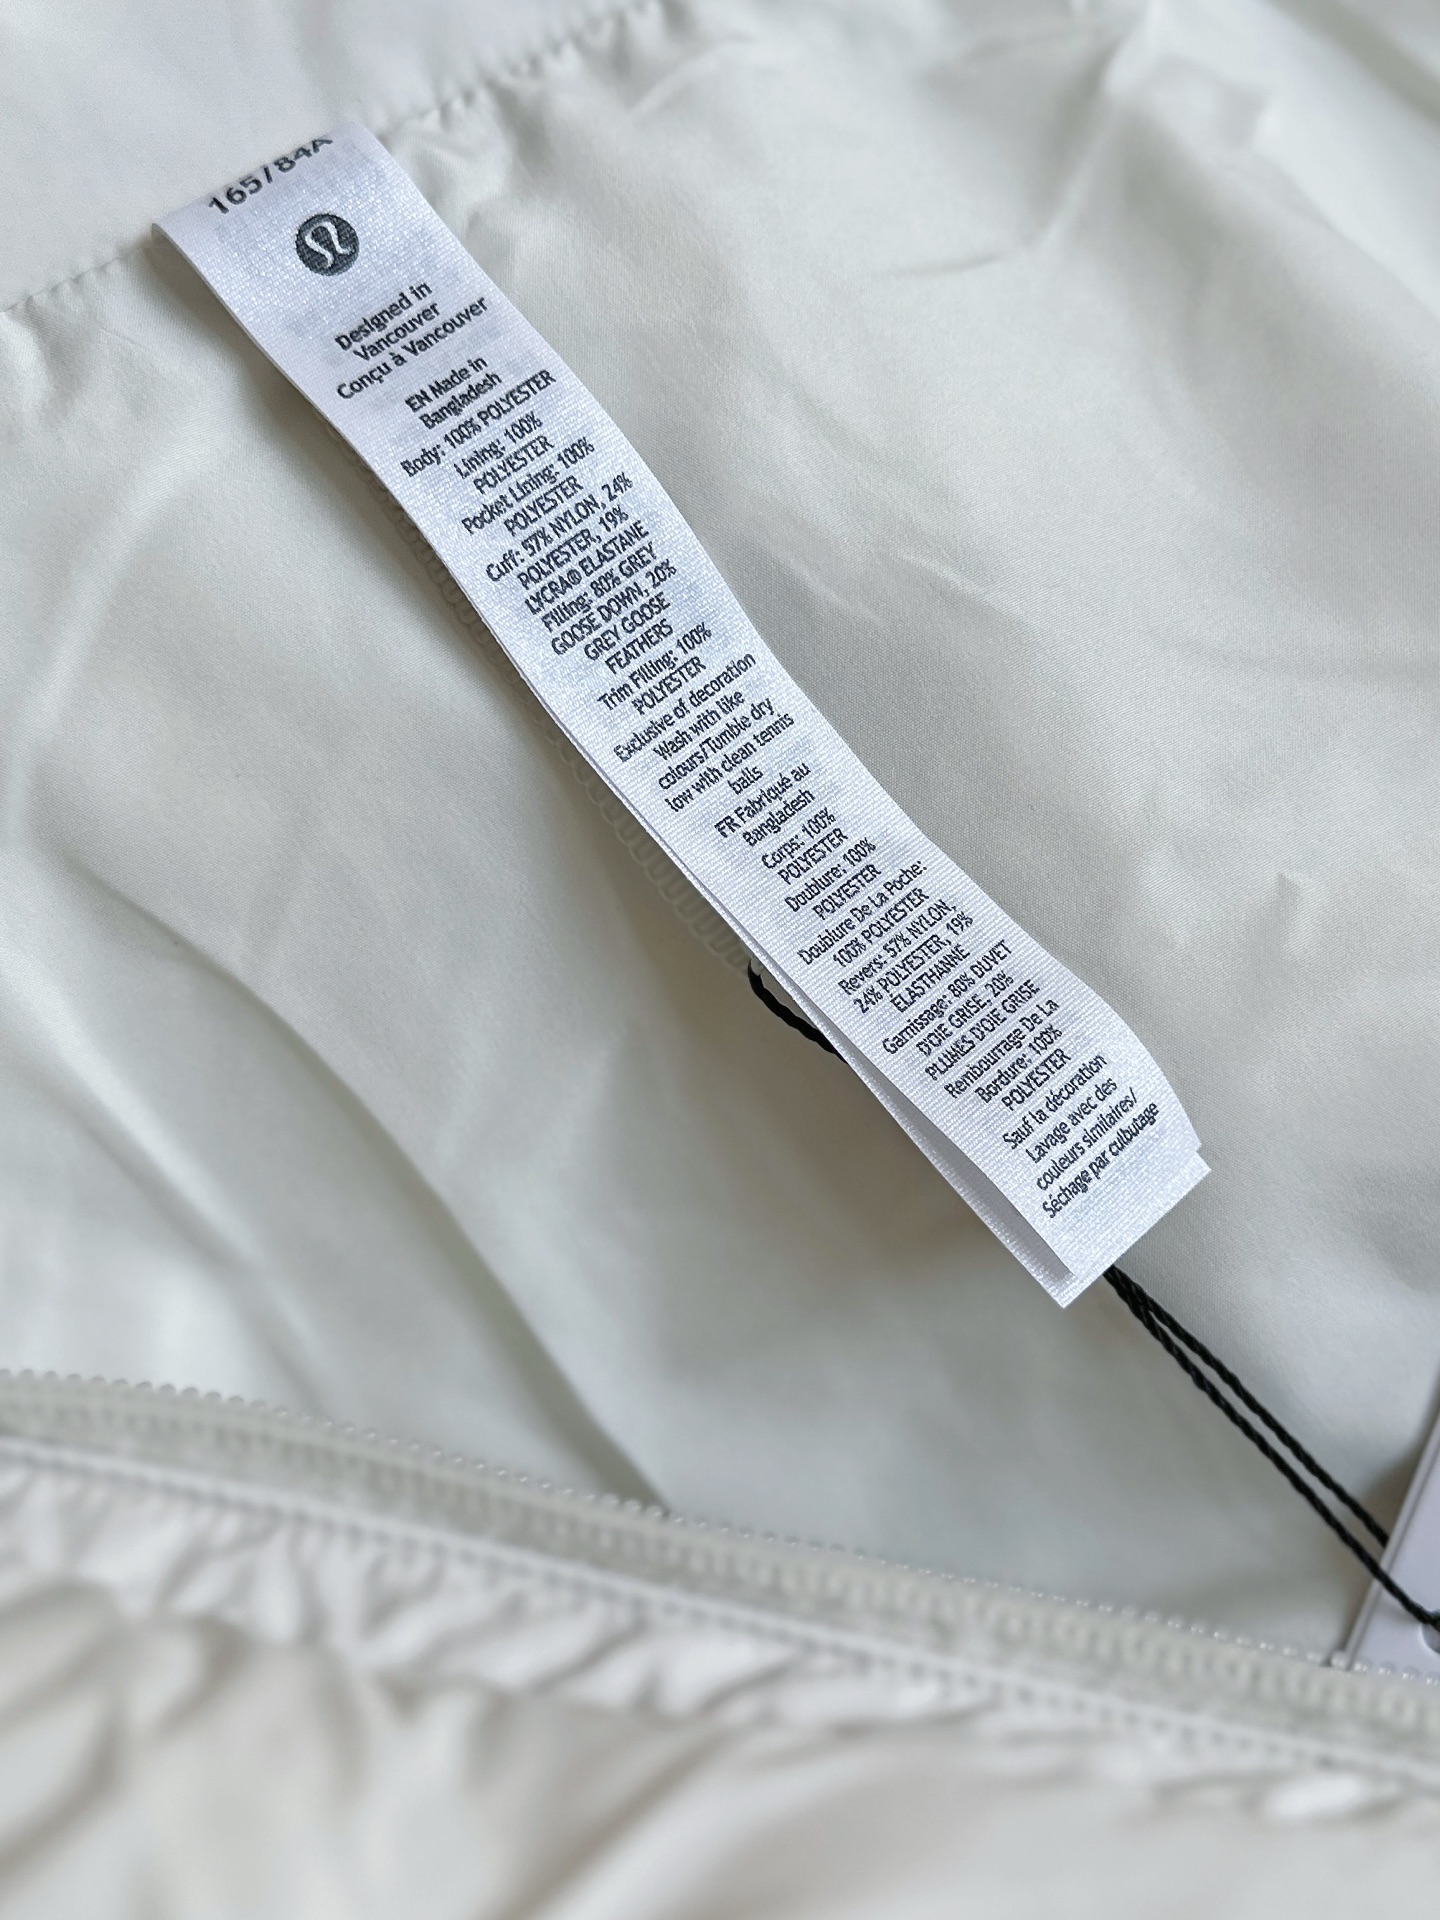 165/84A
Designed in
Vancouver
Conçu à Vancouver
EN Made in
Bangladesh
Body: 100% POLYESTER
Lining: 100%
POLYESTER
Pocket Lining: 100%
POLYESTER
Cuff: 57% NYLON, 24%
POLYESTER, 19%
LYCRA® ELASTANE
Filling: 80% GREY
GOOSE DOWN, 20%
GREY GOOSE
FEATHERS
Trim Filling: 100%
POLYESTER
Exclusive of decoration
Wash with like
colours/Tumble dry
low with clean tennis
balls
FR Fabriqué au
Bangladesh
Corps: 100%
POLYESTER
Doublure: 100%
POLYESTER
Doublure De La Poche:
100% POLYESTER
Revers: 57% NYLON,
24% POLYESTER, 19%
ÉLASTHANNE
Garnissage: 80% DUVET
D'OIE GRISE, 20%
PLUMES D'OIE GRISE
Rembourrage De La
Bordure: 100%
POLYESTER
Sauf la décoration
Lavage avec des
couleurs similaires/
Séchage par culbutage